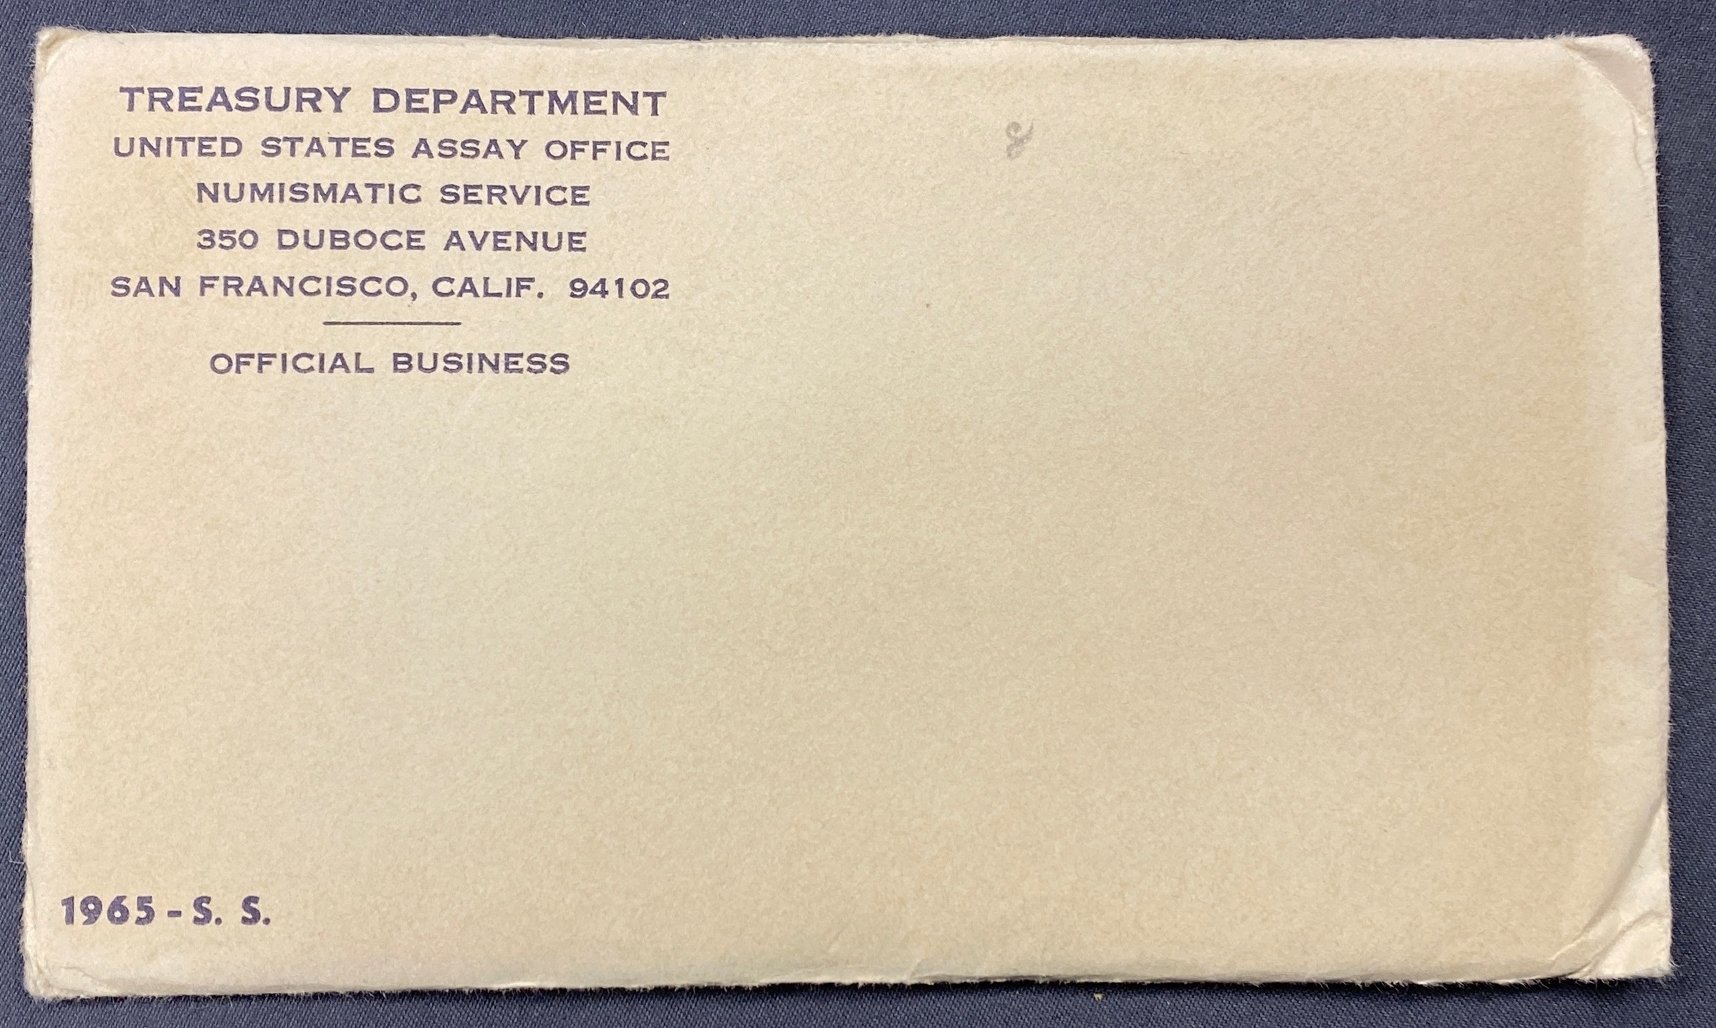 TREASURY DEPARTMENT
UNITED STATES ASSAY OFFICE
NUMISMATIC SERVICE
350 DUBOCE AVENUE
SAN FRANCISCO, CALIF. 94102
OFFICIAL BUSINESS
1965 - S. S.